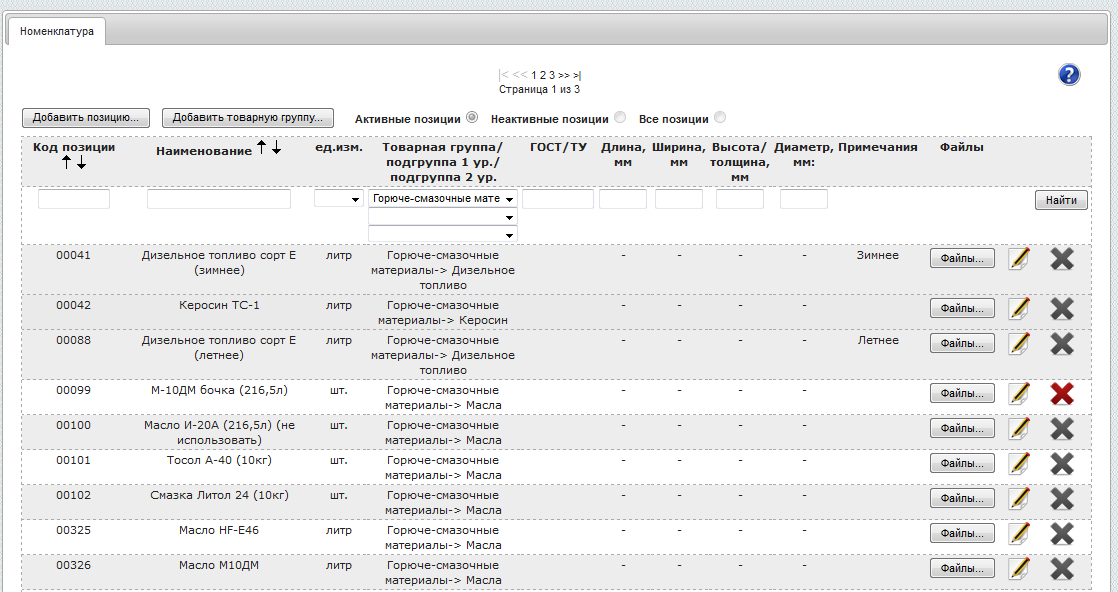 Номенклатура
|< << 1 2 3 >> >|
Страница 1 из 3
?
Добавить позицию... Добавить товарную группу... Активные позиции Неактивные позиции Все позиции
Код позиции Наименование ед.изм. Товарная группа/ ГОСТ/ТУ Длина, Ширина, Высота/ Диаметр, Примечания Файлы
подгруппа 1 ур./ мм мм толщина, мм:
подгруппа 2 ур. мм
Горюче-смазочные мате Найти
00041 Дизельное топливо сорт Е литр Горюче-смазочные - - - - Зимнее Файлы...
(зимнее) материалы-> Дизельное
топливо
00042 Керосин ТС-1 литр Горюче-смазочные - - - - Файлы...
материалы-> Керосин
00088 Дизельное топливо сорт Е литр Горюче-смазочные - - - - Летнее Файлы...
(летнее) материалы-> Дизельное
топливо
00099 М-10ДМ бочка (216,5л) шт. Горюче-смазочные - - - - Файлы...
материалы-> Масла
00100 Масло И-20А (216,5л) (не шт. Горюче-смазочные - - - - Файлы...
использовать) материалы-> Масла
00101 Тосол А-40 (10кг) шт. Горюче-смазочные - - - - Файлы...
материалы-> Масла
00102 Смазка Литол 24 (10кг) шт. Горюче-смазочные - - - - Файлы...
материалы-> Масла
00325 Масло HF-E46 литр Горюче-смазочные - - - - Файлы...
материалы-> Масла
00326 Масло М10ДМ литр Горюче-смазочные - - - - Файлы...
материалы-> Масла